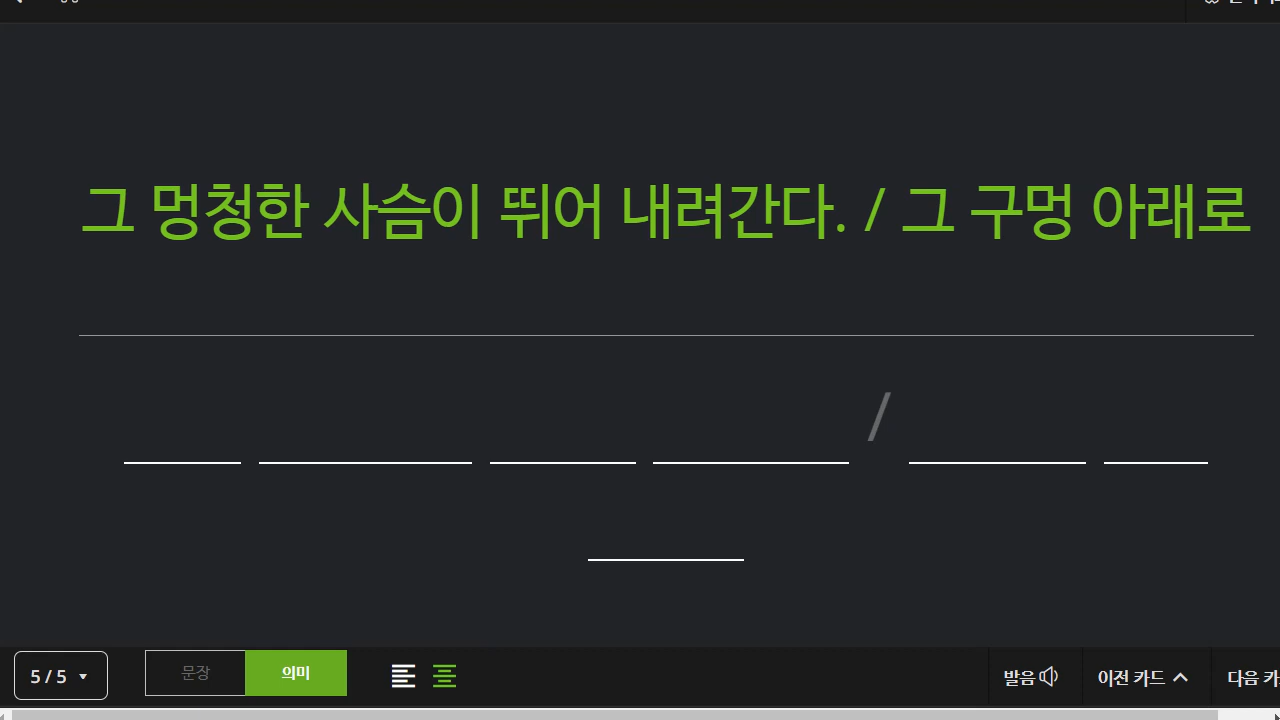 그 멍청한 사슴이 뛰어 내려간다. / 그 구멍 아래로
/
5 / 5
문장
의미
발음
이전 카드
다음